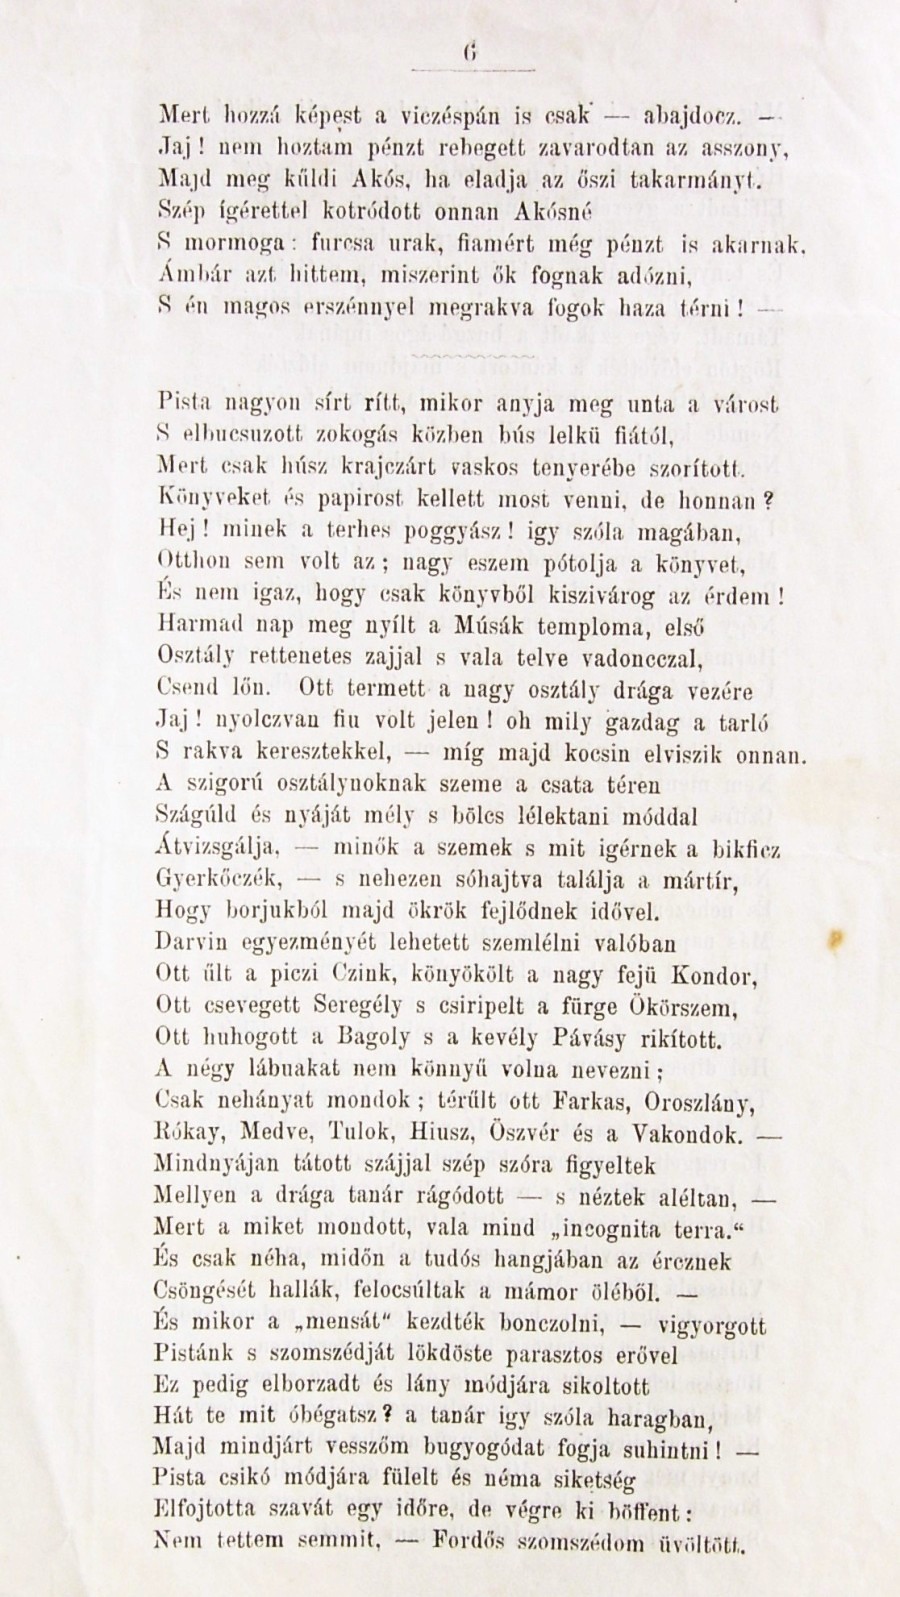 6
Mert hozzá képest a viczéspán is csak — abajdocz. —
Jaj ! nem hoztam pénzt rebegett zavarodtan az asszony,
Majd meg kűldi Akós, ha eladja az őszi takarmányt.
Szép ígérettel kotródott onnan Akósné
S mormoga : furcsa urak, fiamért még pénzt is akarnak.
Ámbár azt hittem, miszerint ők fognak adózni,
S én magos erszénnyel megrakva fogok haza térni ! —
Pista nagyon sírt rítt, mikor anyja meg unta a várost
S elbucsuzott zokogás közben bús lelkü fiától,
Mert csak húsz krajczárt vaskos tenyerébe szorított.
Könyveket és papirost kellett most venni, de honnan ?
Hej ! minek a terhes poggyász ! igy szóla magában,
Otthon sem volt az ; nagy eszem pótolja a könyvet,
És nem igaz, hogy csak könyvből kiszivárog az érdem !
Harmad nap meg nyílt a Músák temploma, első
Osztály rettenetes zajjal s vala telve vadoncczal,
Csend lőn. Ott termett a nagy osztály drága vezére
Jaj ! nyolczvan fiu volt jelen ! oh mily gazdag a tarló
S rakva keresztekkel, — míg majd kocsin elviszik onnan.
A szigorú osztálynoknak szeme a csata téren
Szágúld és nyáját mély s bölcs lélektani móddal
Átvizsgálja, — minők a szemek s mit igérnek a bikficz
Gyerkőczék, — s nehezen sóhajtva találja a mártír,
Hogy borjukból majd ökrök fejlődnek idővel.
Darvin egyezményét lehetett szemlélni valóban
Ott űlt a piczi Czink, könyökölt a nagy fejü Kondor,
Ott csevegett Seregély s csiripelt a fürge Ökörszem,
Ott huhogott a Bagoly s a kevély Pávásy rikított.
A négy lábuakat nem könnyű volna nevezni ;
Csak nehányat mondok ; térűlt ott Farkas, Oroszlány,
Rókay, Medve, Tulok, Hiusz, Öszvér és a Vakondok. —
Mindnyájan tátott szájjal szép szóra figyeltek
Mellyen a drága tanár rágódott — s néztek aléltan, —
Mert a miket mondott, vala mind „incognita terra.“
És csak néha, midőn a tudós hangjában az ércznek
Csöngését hallák, felocsúltak a mámor öléből. —
És mikor a „mensát" kezdték bonczolni, — vigyorgott
Pistánk s szomszédját lökdöste parasztos erővel
Ez pedig elborzadt és lány módjára sikoltott
Hát te mit óbégatsz ? a tanár igy szóla haragban,
Majd mindjárt vesszőm bugyogódat fogja suhintni ! —
Pista csikó módjára fülelt és néma siketség
Elfojtotta szavát egy időre, de végre ki böffent :
Nem tettem semmit, — Fordős szomszédom üvöltött.